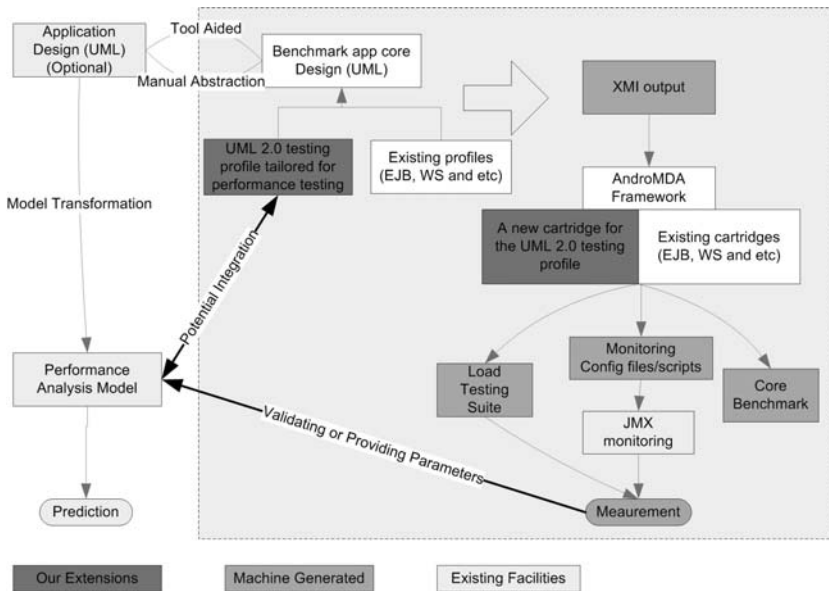 Application
Design (UML)
(Optional)
Tool Aided
Manual Abstraction
Benchmark app core
Design (UML)
XMI output
UML 2.0 testing
profile tailored for
performance testing
Existing profiles
(EJB, WS and etc)
AndroMDA
Framework
A new cartridge for
the UML 2.0 testing
profile
Existing cartridges
(EJB, WS and etc)
Model Transformation
Potential Integration
Performance
Analysis Model
Load
Testing
Suite
Monitoring
Config files/scripts
Core
Benchmark
JMX
monitoring
Validating or Providing Parameters
Prediction
Meaurement
Our Extensions
Machine Generated
Existing Facilities